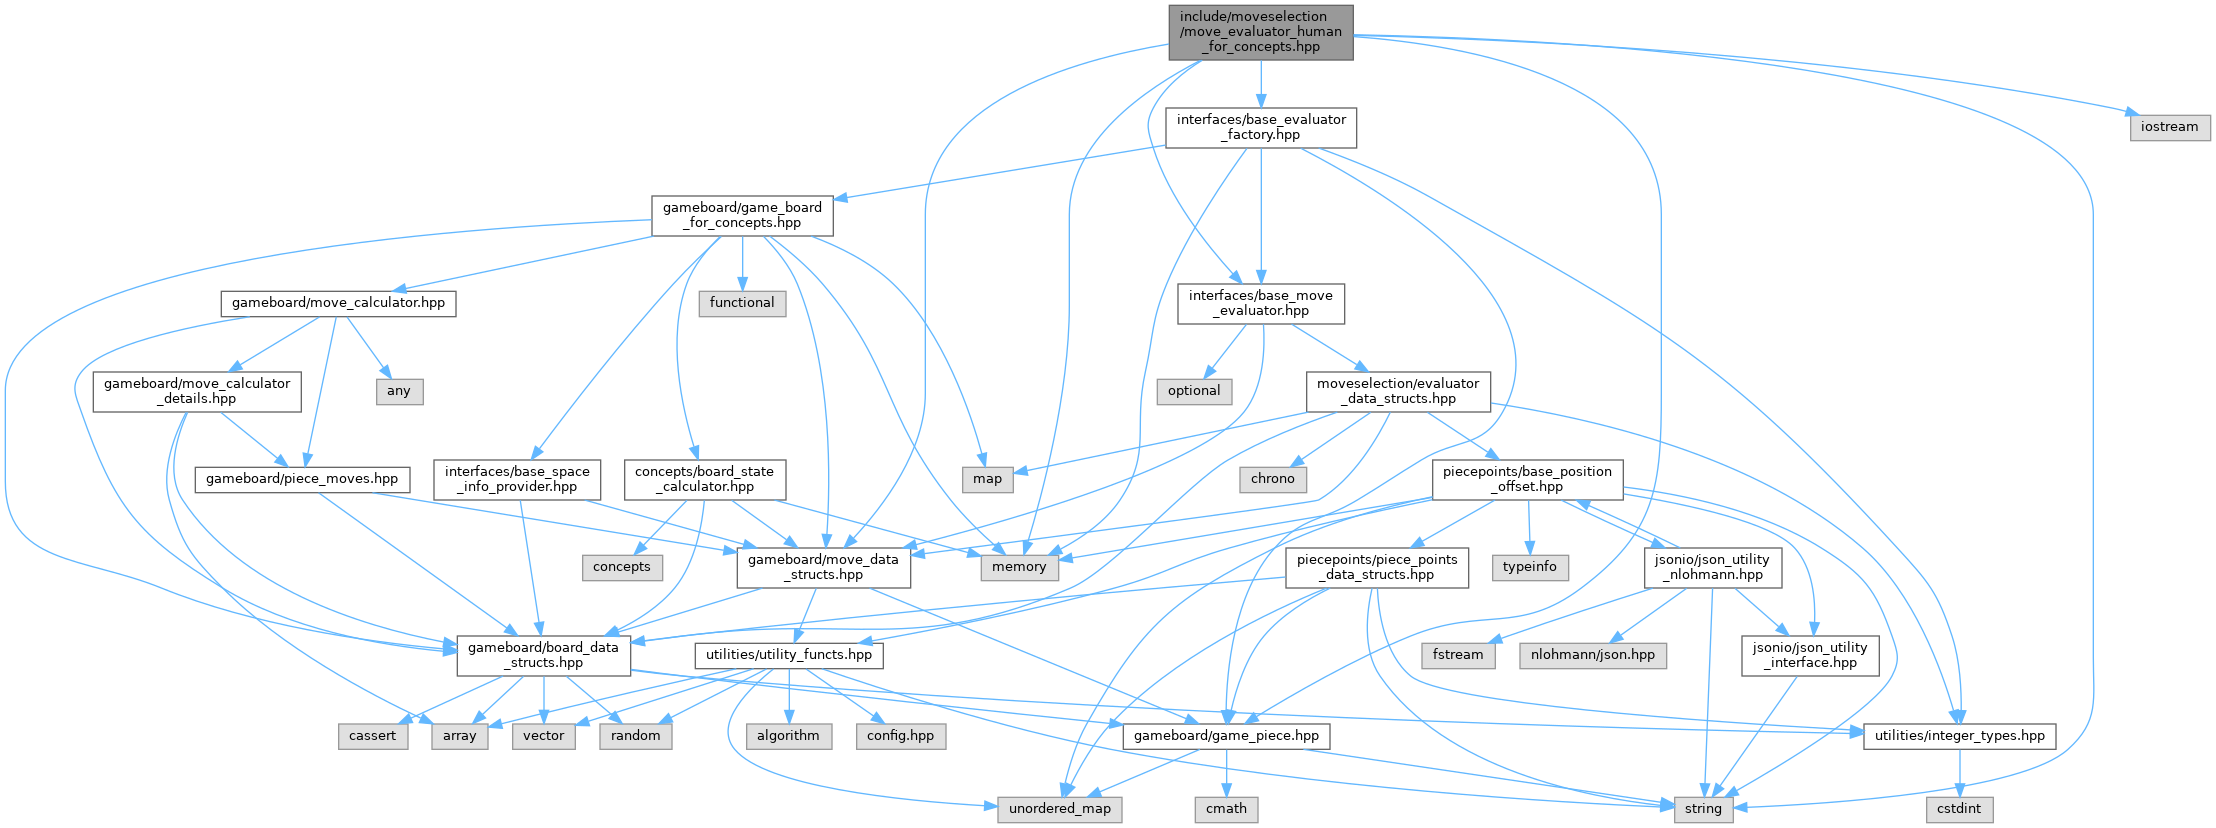 include/moveselection
/move_evaluator_human
_for_concepts.hpp
interfaces/base_evaluator
_factory.hpp
iostream
gameboard/game_board
_for_concepts.hpp
gameboard/move_calculator.hpp
functional
interfaces/base_move
_evaluator.hpp
gameboard/move_calculator
_details.hpp
any
optional
moveselection/evaluator
_data_structs.hpp
gameboard/piece_moves.hpp
interfaces/base_space
_info_provider.hpp
concepts/board_state
_calculator.hpp
map
chrono
piecepoints/base_position
_offset.hpp
concepts
gameboard/move_data
_structs.hpp
memory
piecepoints/piece_points
_data_structs.hpp
typeinfo
jsonio/json_utility
_nlohmann.hpp
gameboard/board_data
_structs.hpp
utilities/utility_functs.hpp
fstream
nlohmann/json.hpp
jsonio/json_utility
_interface.hpp
cassert
array
vector
random
algorithm
config.hpp
gameboard/game_piece.hpp
utilities/integer_types.hpp
unordered_map
cmath
string
cstdint